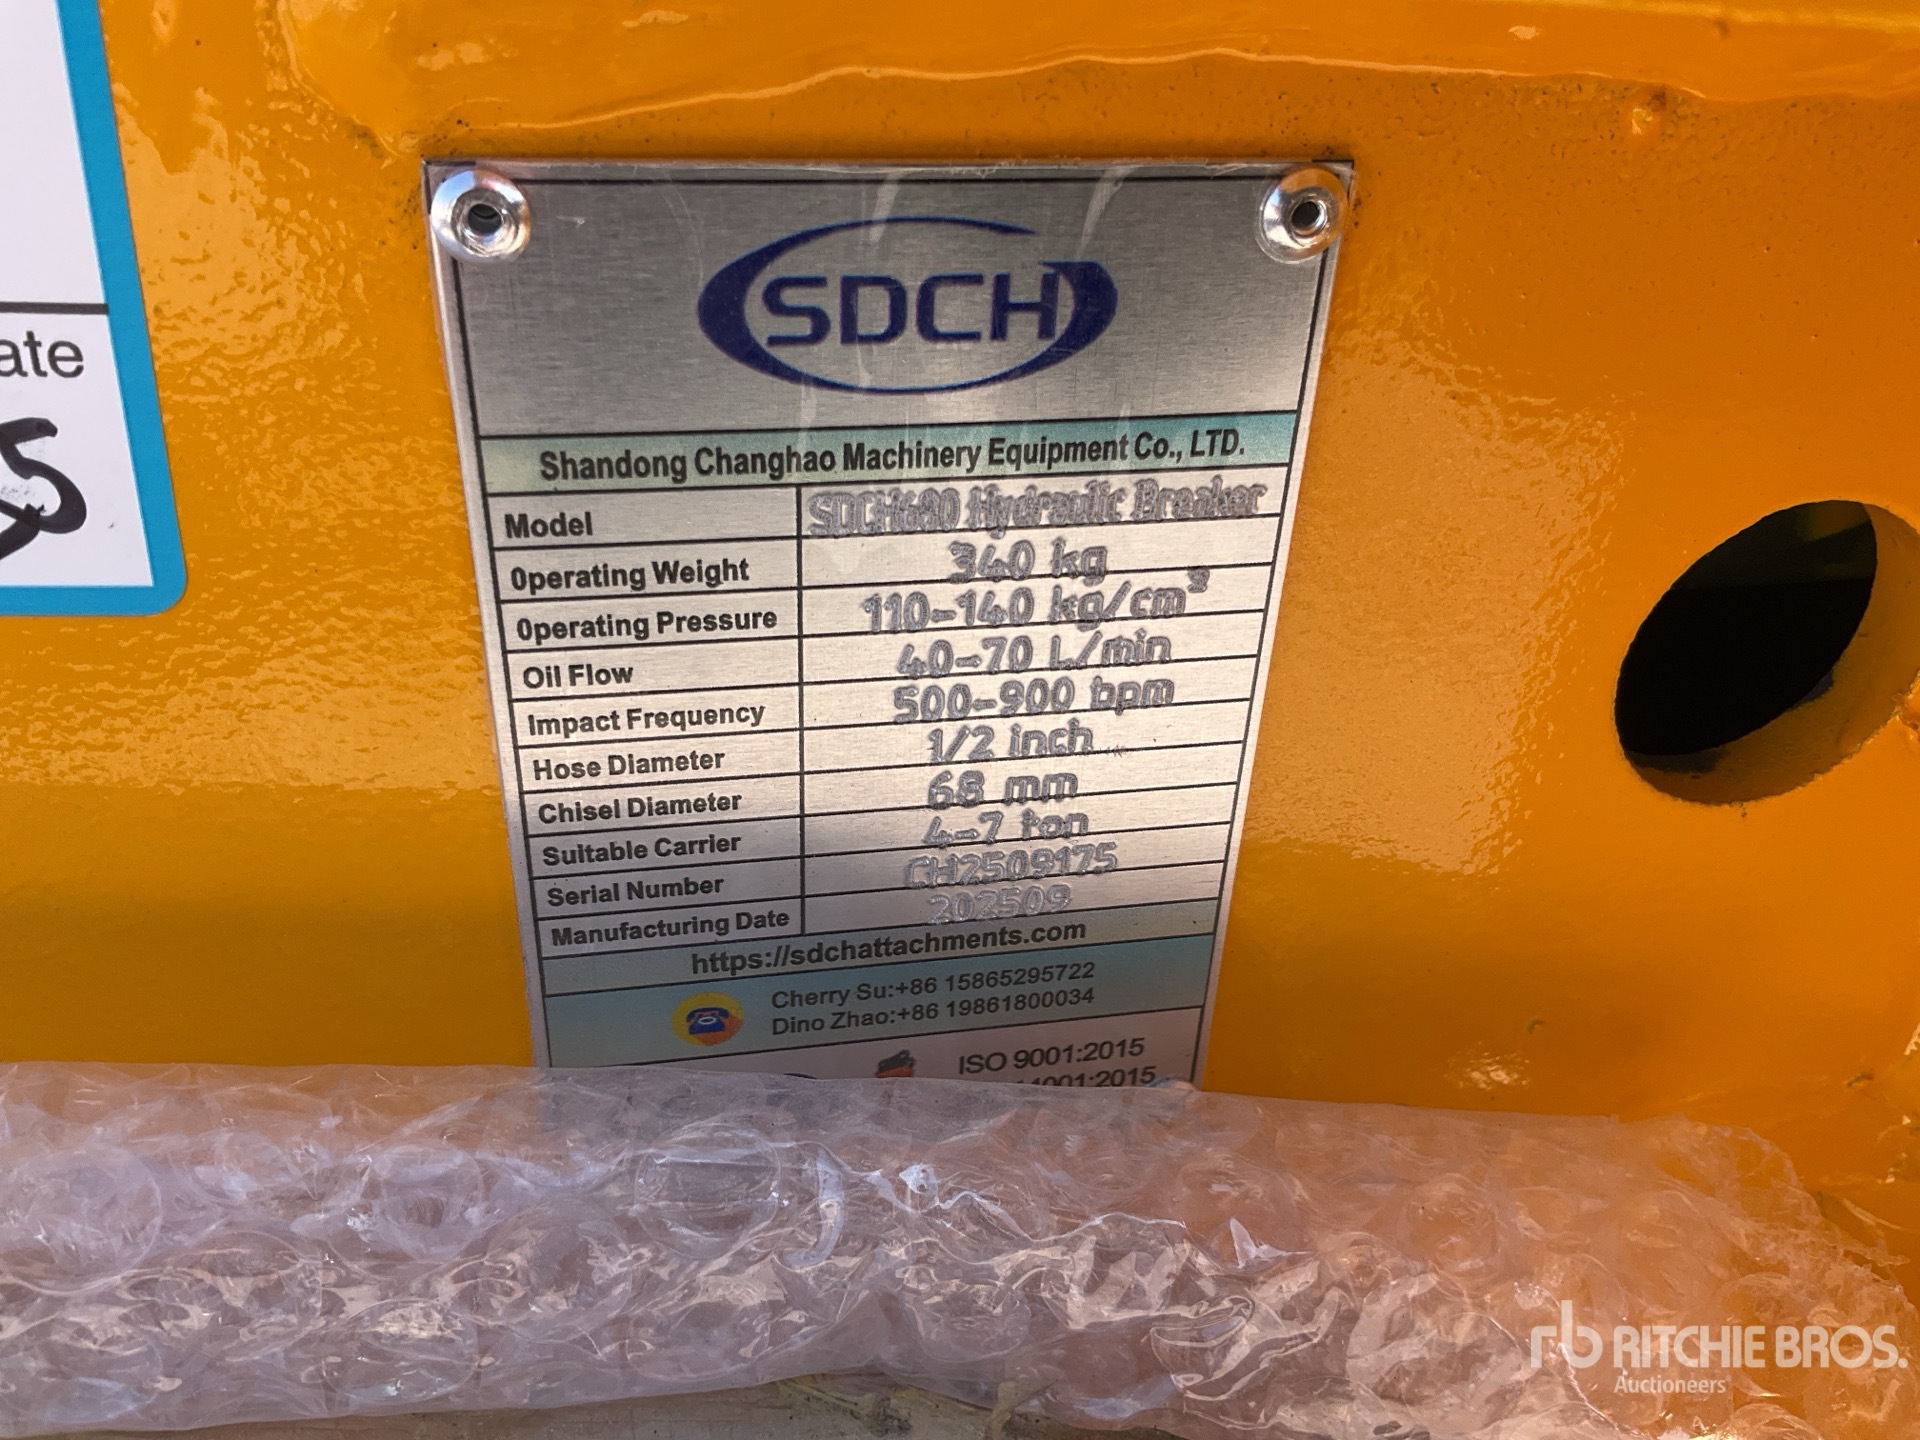 ate
SDCH
Shandong Changhao Machinery Equipment Co., LTD.
Model SDCH680 Hydraulic Breaker
Operating Weight 340 kg
Operating Pressure 110-140 kg/cm³
Oil Flow 40-70 L/min
Impact Frequency 500-900 bpm
Hose Diameter 1/2 inch
Chisel Diameter 68 mm
Suitable Carrier 4-7 ton
Serial Number CH2509175
Manufacturing Date 202509
https://sdchattachments.com
Cherry Su:+86 15865295722
Dino Zhao:+86 19861800034
ISO 9001:2015
14001:2015
rb RITCHIE BROS.
Auctioneers